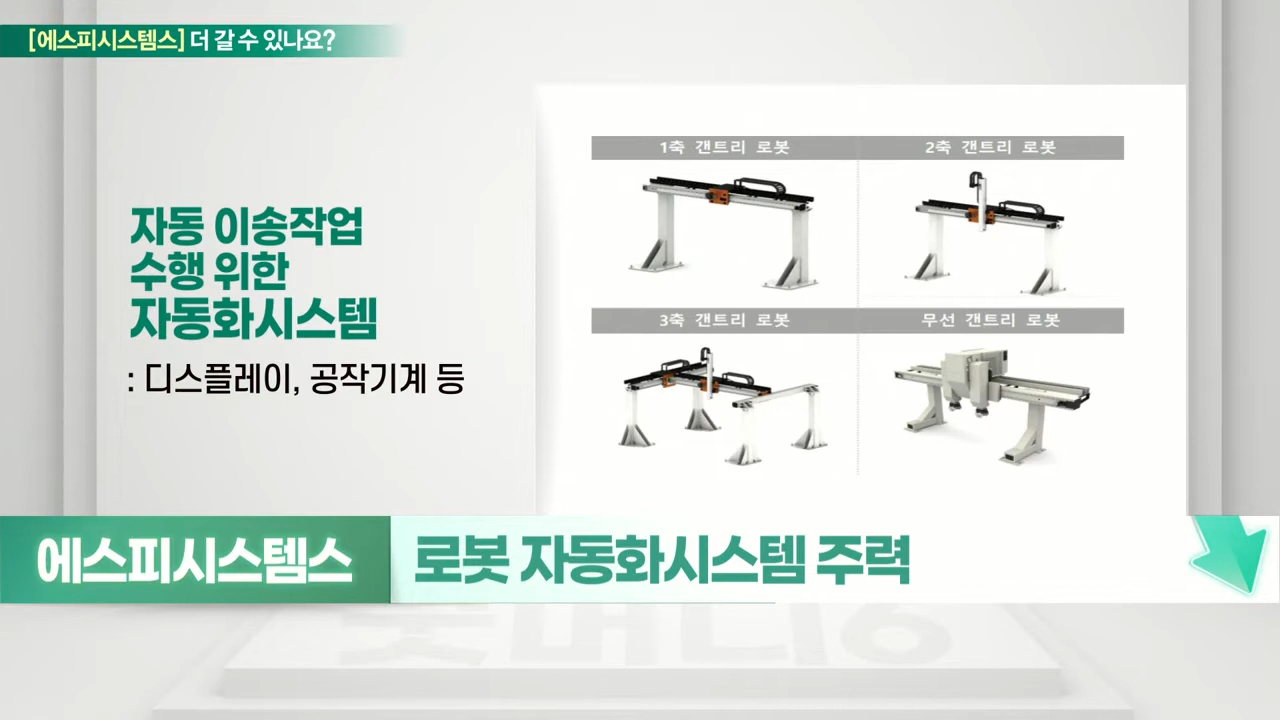 [에스피시스템스] 더 갈 수 있나요?
자동 이송작업
수행 위한
자동화시스템
: 디스플레이, 공작기계 등
1축 갠트리 로봇
2축 갠트리 로봇
3축 갠트리 로봇
무선 갠트리 로봇
에스피시스템스
로봇 자동화시스템 주력